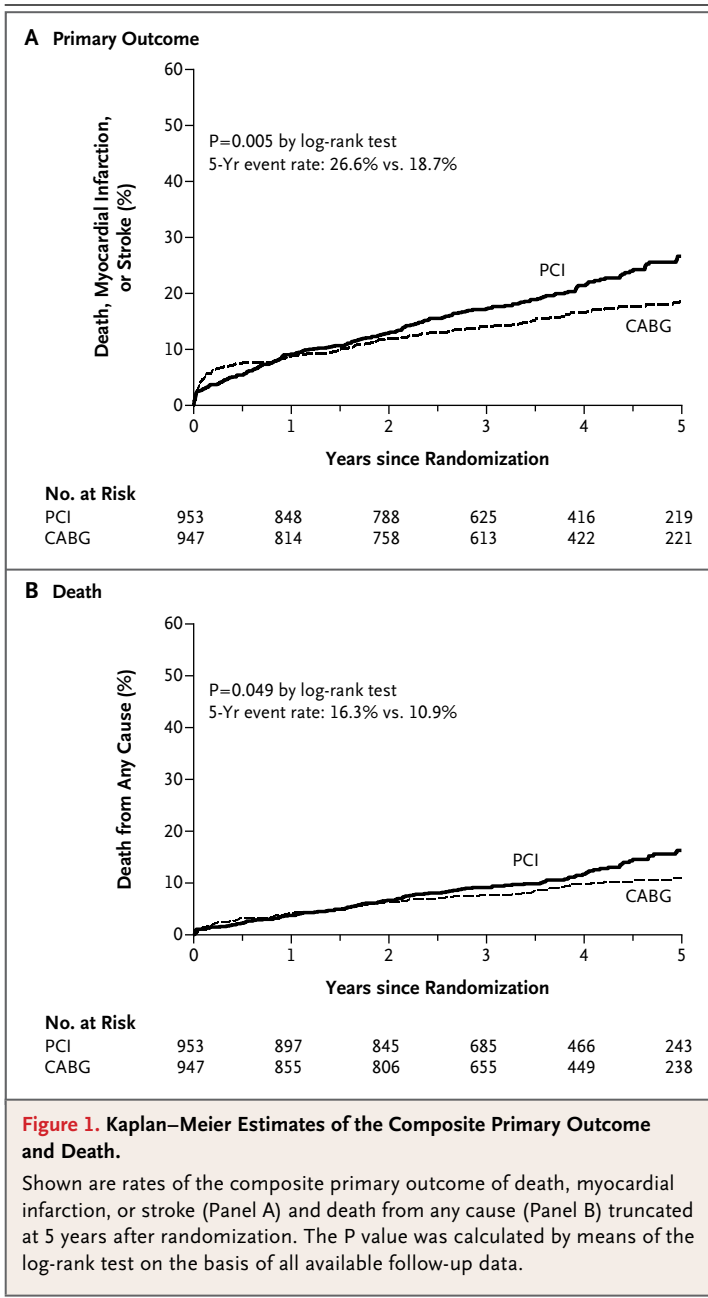 A Primary Outcome
60
50
40
30
20
10
0
Death, Myocardial Infarction,
or Stroke (%)
P=0.005 by log-rank test
5-Yr event rate: 26.6% vs. 18.7%
PCI
CABG
0 1 2 3 4 5
Years since Randomization
No. at Risk
PCI 953 848 788 625 416 219
CABG 947 814 758 613 422 221
B Death
60
50
40
30
20
10
0
Death from Any Cause (%)
P=0.049 by log-rank test
5-Yr event rate: 16.3% vs. 10.9%
PCI
CABG
0 1 2 3 4 5
Years since Randomization
No. at Risk
PCI 953 897 845 685 466 243
CABG 947 855 806 655 449 238
Figure 1. Kaplan–Meier Estimates of the Composite Primary Outcome
and Death.
Shown are rates of the composite primary outcome of death, myocardial
infarction, or stroke (Panel A) and death from any cause (Panel B) truncated
at 5 years after randomization. The P value was calculated by means of the
log-rank test on the basis of all available follow-up data.